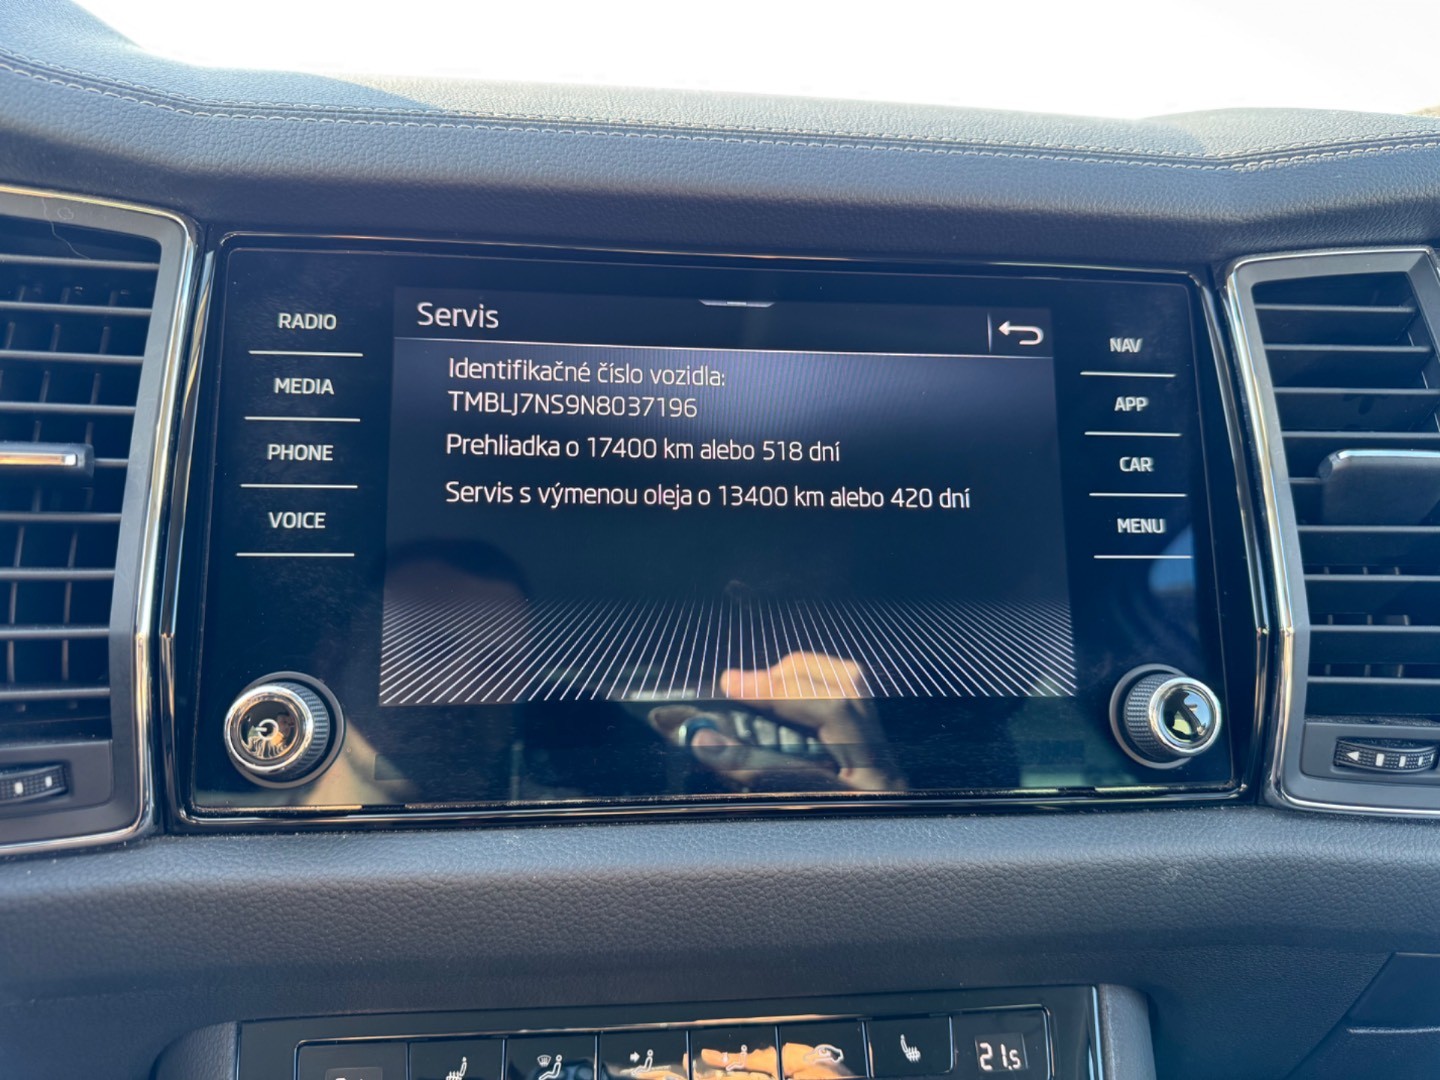 Servis
RADIO
MEDIA
PHONE
VOICE
Identifikačné číslo vozidla:
TMBLJ7NS9N8037196
Prehliadka o 17400 km alebo 518 dní
Servis s výmenou oleja o 13400 km alebo 420 dní
NAV
APP
CAR
MENU
21.5